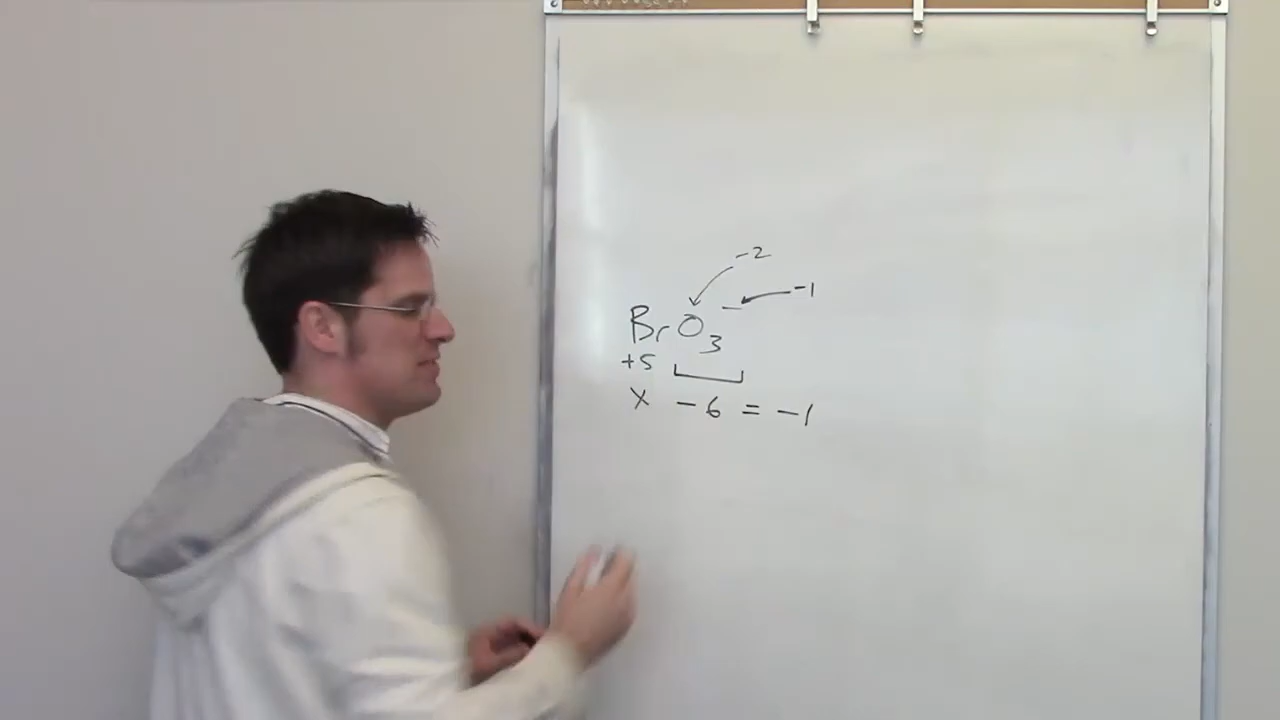 -2
-1
BrO3 –
+5
x - 6 = -1